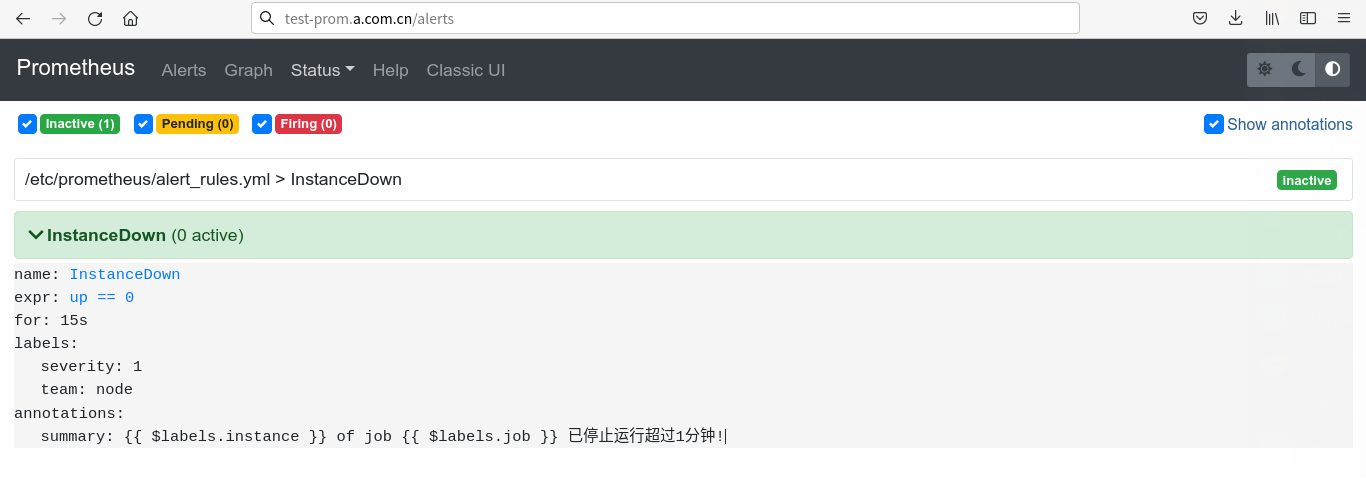 test-prom.a.com.cn/alerts
Prometheus Alerts Graph Status Help Classic UI
Inactive (1) Pending (0) Firing (0) Show annotations
/etc/prometheus/alert_rules.yml > InstanceDown inactive
InstanceDown (0 active)
name: InstanceDown
expr: up == 0
for: 15s
labels:
severity: 1
team: node
annotations:
summary: {{ $labels.instance }} of job {{ $labels.job }} 已停止运行超过1分钟!